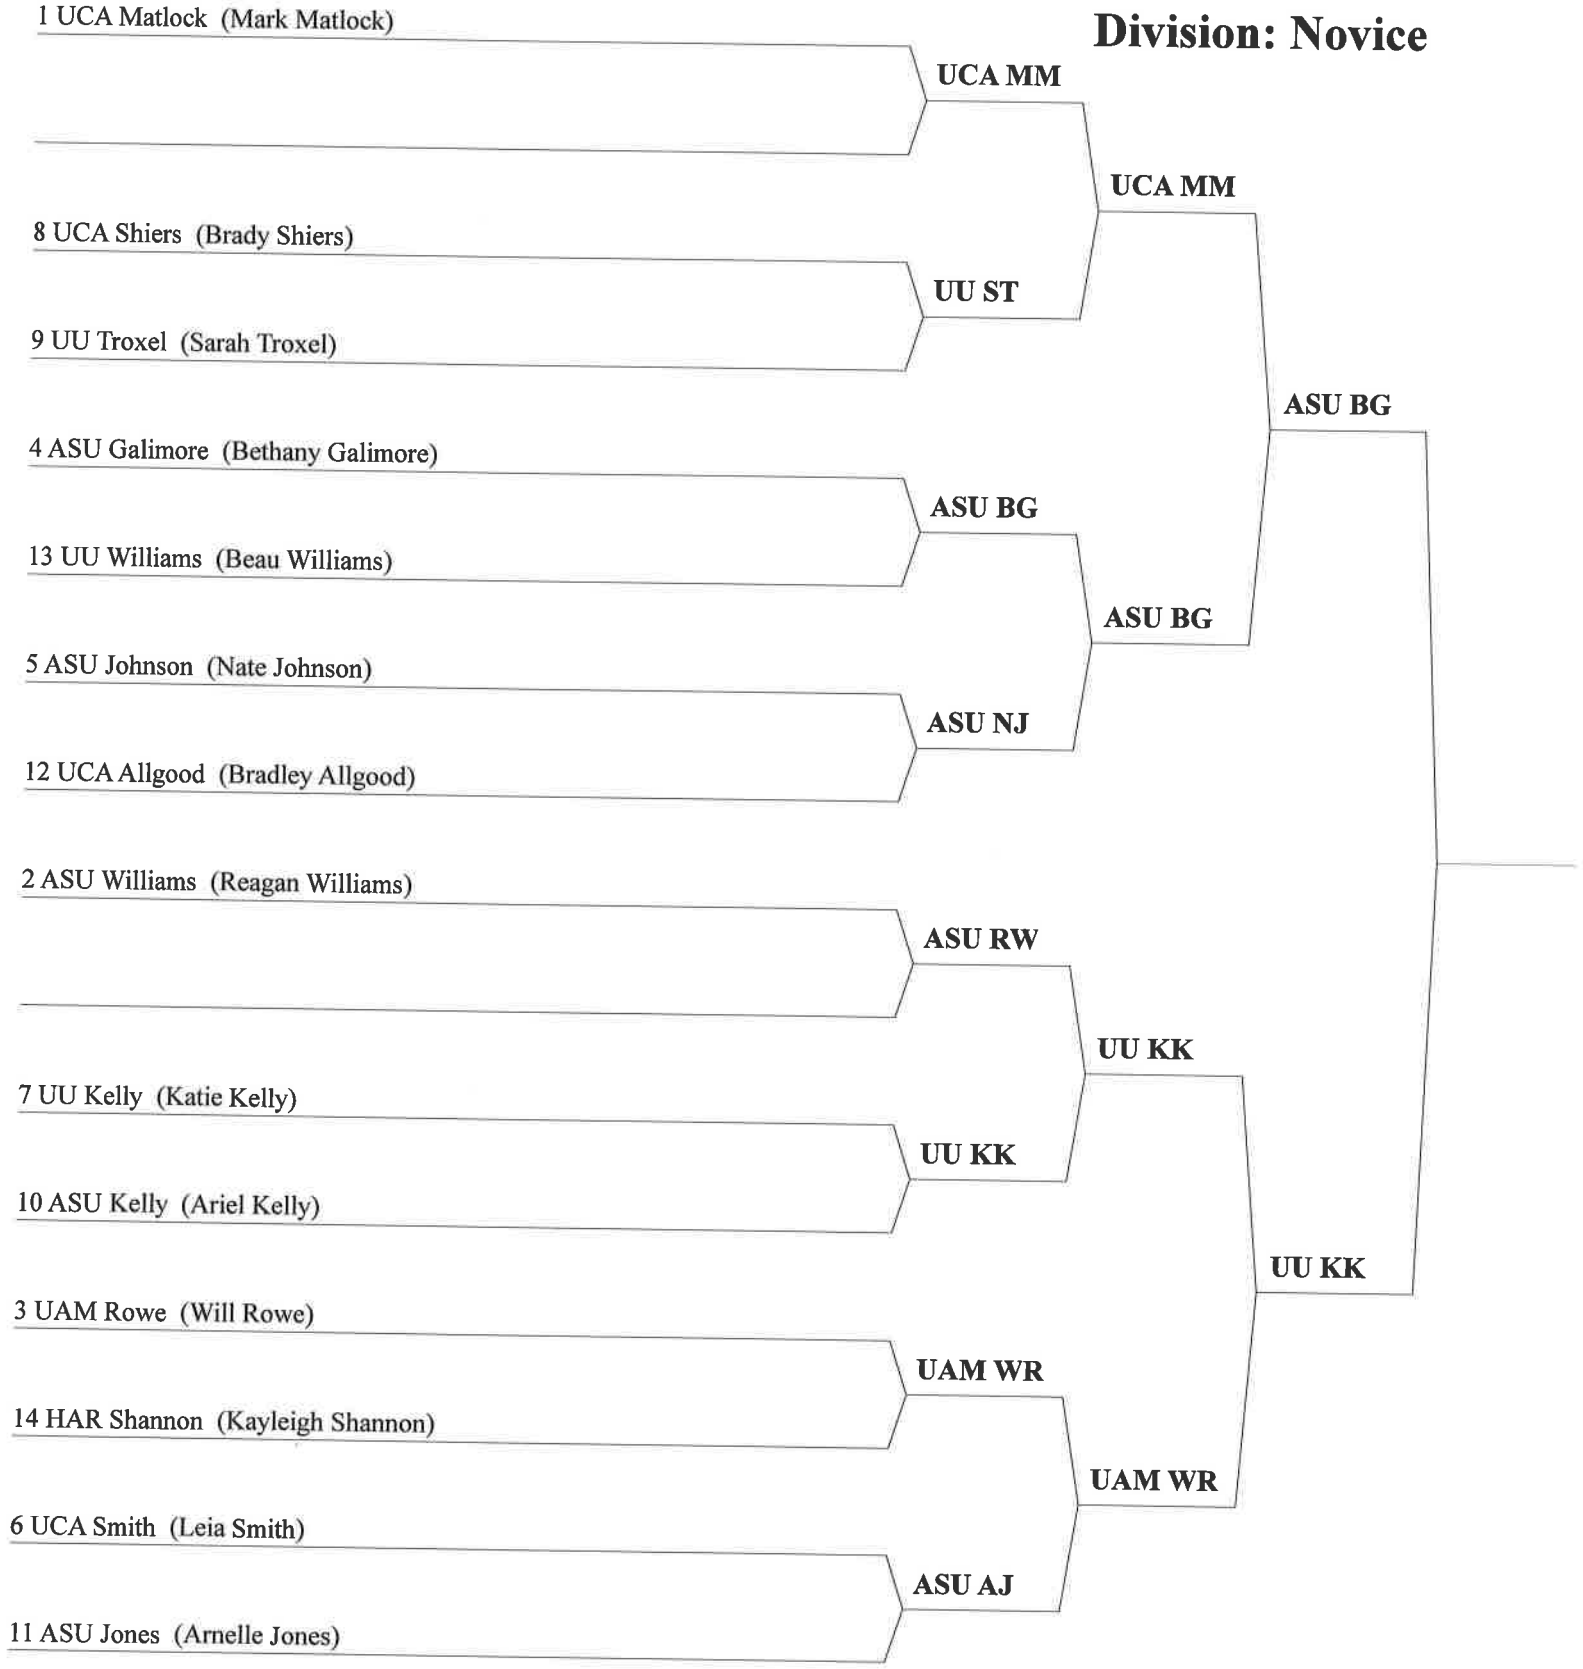 Division: Novice
1 UCA Matlock (Mark Matlock)
UCA MM
UCA MM
8 UCA Shiers (Brady Shiers)
UU ST
9 UU Troxel (Sarah Troxel)
ASU BG
4 ASU Galimore (Bethany Galimore)
ASU BG
13 UU Williams (Beau Williams)
ASU BG
5 ASU Johnson (Nate Johnson)
ASU NJ
12 UCA Allgood (Bradley Allgood)
2 ASU Williams (Reagan Williams)
ASU RW
UU KK
7 UU Kelly (Katie Kelly)
UU KK
10 ASU Kelly (Ariel Kelly)
UU KK
3 UAM Rowe (Will Rowe)
UAM WR
14 HAR Shannon (Kayleigh Shannon)
UAM WR
6 UCA Smith (Leia Smith)
ASU AJ
11 ASU Jones (Arnelle Jones)